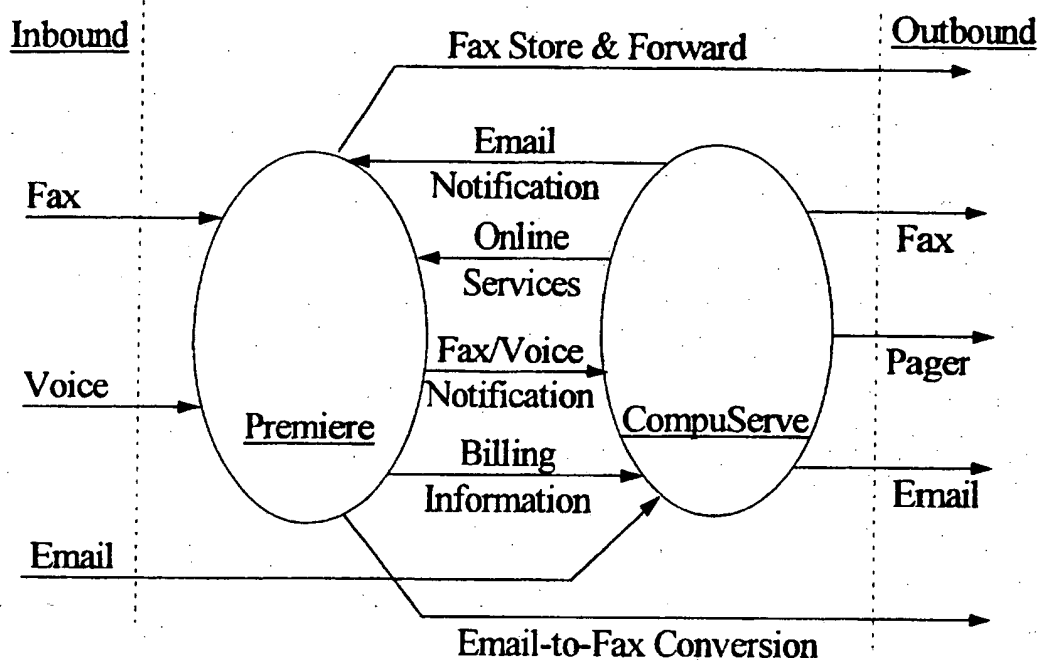 Inbound
Outbound
Fax Store & Forward
Email
Notification
Fax
Fax
Online
Services
Fax/Voice
Notification
Pager
Voice
Premiere
CompuServe
Billing
Information
Email
Email
Email-to-Fax Conversion